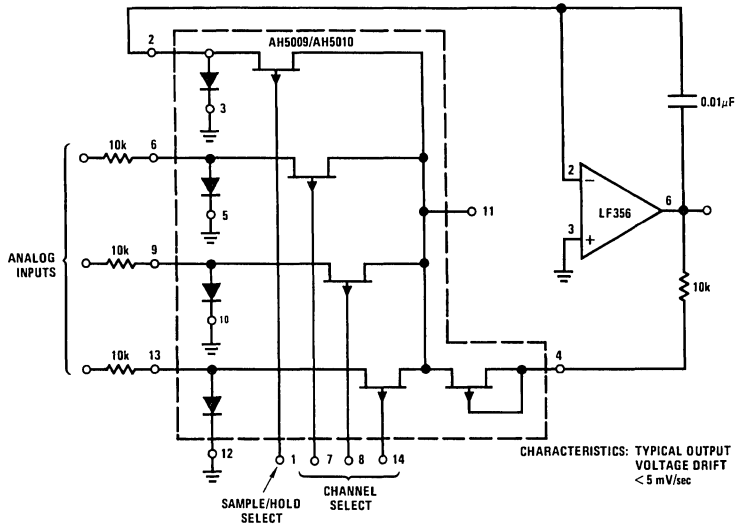 2
AH5009/AH5010
3
0.01μF
10k
6
5
2
6
LF356
3
11
ANALOG
INPUTS
10k
9
10
10k
10k
13
4
12
1
7
8
14
SAMPLE/HOLD
SELECT
CHANNEL
SELECT
CHARACTERISTICS: TYPICAL OUTPUT
VOLTAGE DRIFT
< 5 mV/sec